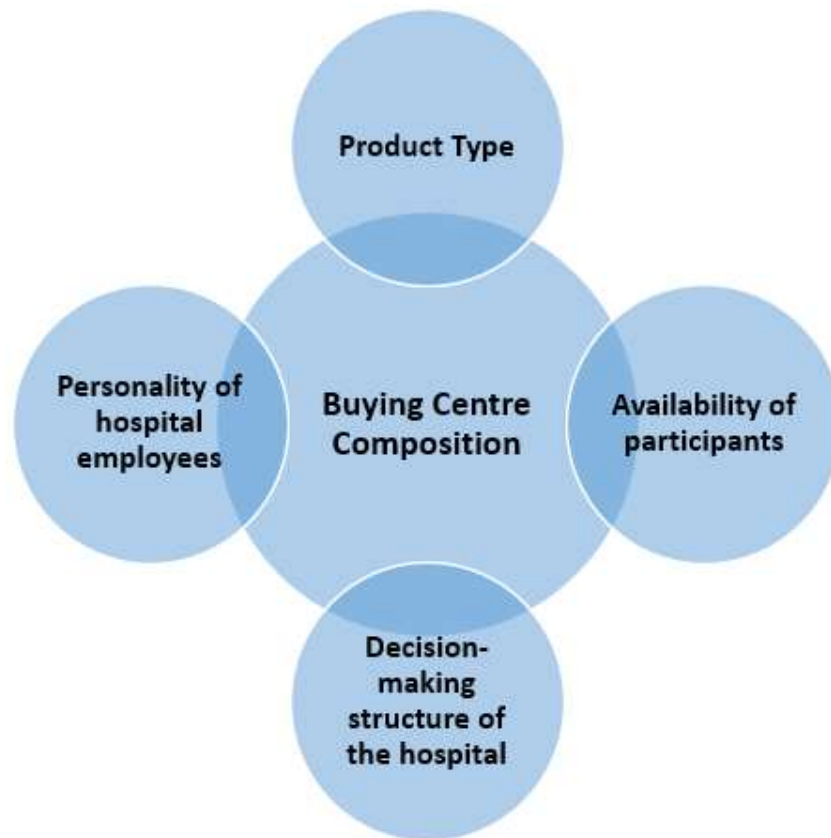 Product Type
Personality of
hospital
employees
Buying Centre
Composition
Availability of
participants
Decision-
making
structure of
the hospital